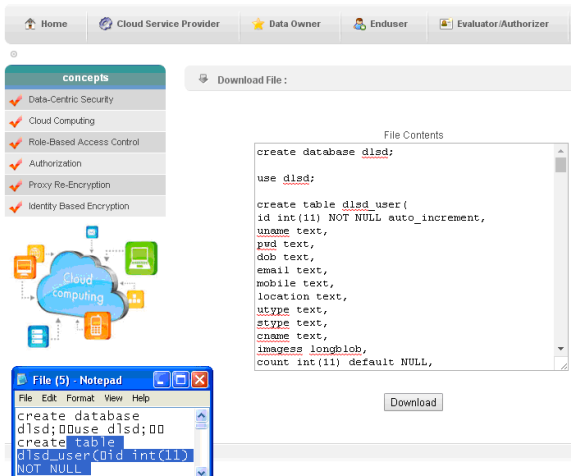 Home Cloud Service Provider Data Owner Enduser Evaluator/Authorizer
concepts
Data-Centric Security
Cloud Computing
Role-Based Access Control
Authorization
Proxy Re-Encryption
Identity Based Encryption
Cloud
computing
Download File :
File Contents
create database dlsd;
use dlsd;
create table dlsd_user(
id int(11) NOT NULL auto_increment,
uname text,
pwd text,
dob text,
email text,
mobile text,
location text,
utype text,
stype text,
cname text,
imagess longblob,
count int(11) default NULL,
Download
File (5) - Notepad
File Edit Format View Help
create database
dlsd;▯▯use dlsd;▯▯
create table
dlsd_user(▯id int(11)
NOT NULL